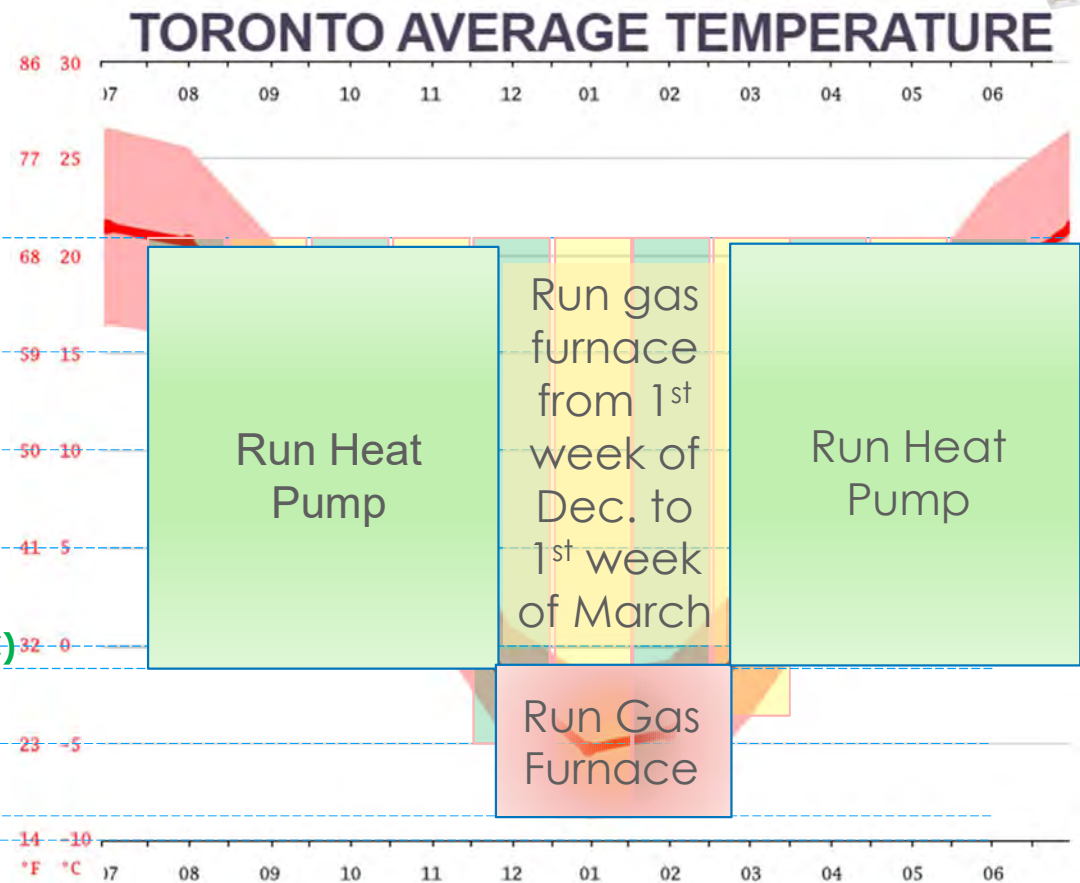 TORONTO AVERAGE TEMPERATURE
86 30
07 08 09 10 11 12 01 02 03 04 05 06
77 25
68 20
59 15
50 10
41 5
) 32 0
23 -5
14 -10
°F °C 07 08 09 10 11 12 01 02 03 04 05 06
Run Heat
Pump
Run gas
furnace
from 1st
week of
Dec. to
1st week
of March
Run Heat
Pump
Run Gas
Furnace